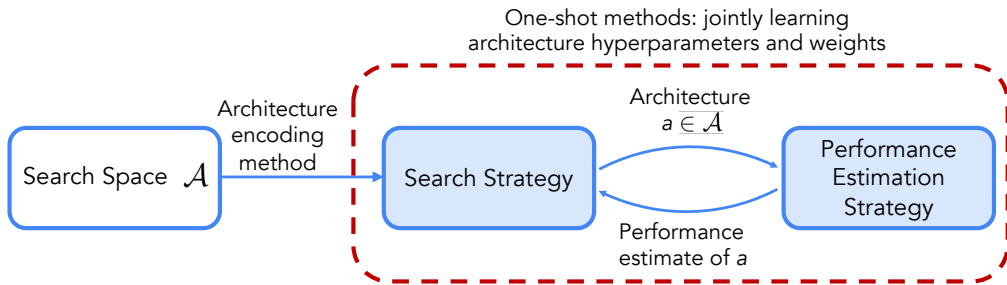 One-shot methods: jointly learning
architecture hyperparameters and weights
Architecture
encoding
method
Search Space 𝒜
Search Strategy
Architecture
a ∈ 𝒜
Performance
estimate of a
Performance
Estimation
Strategy